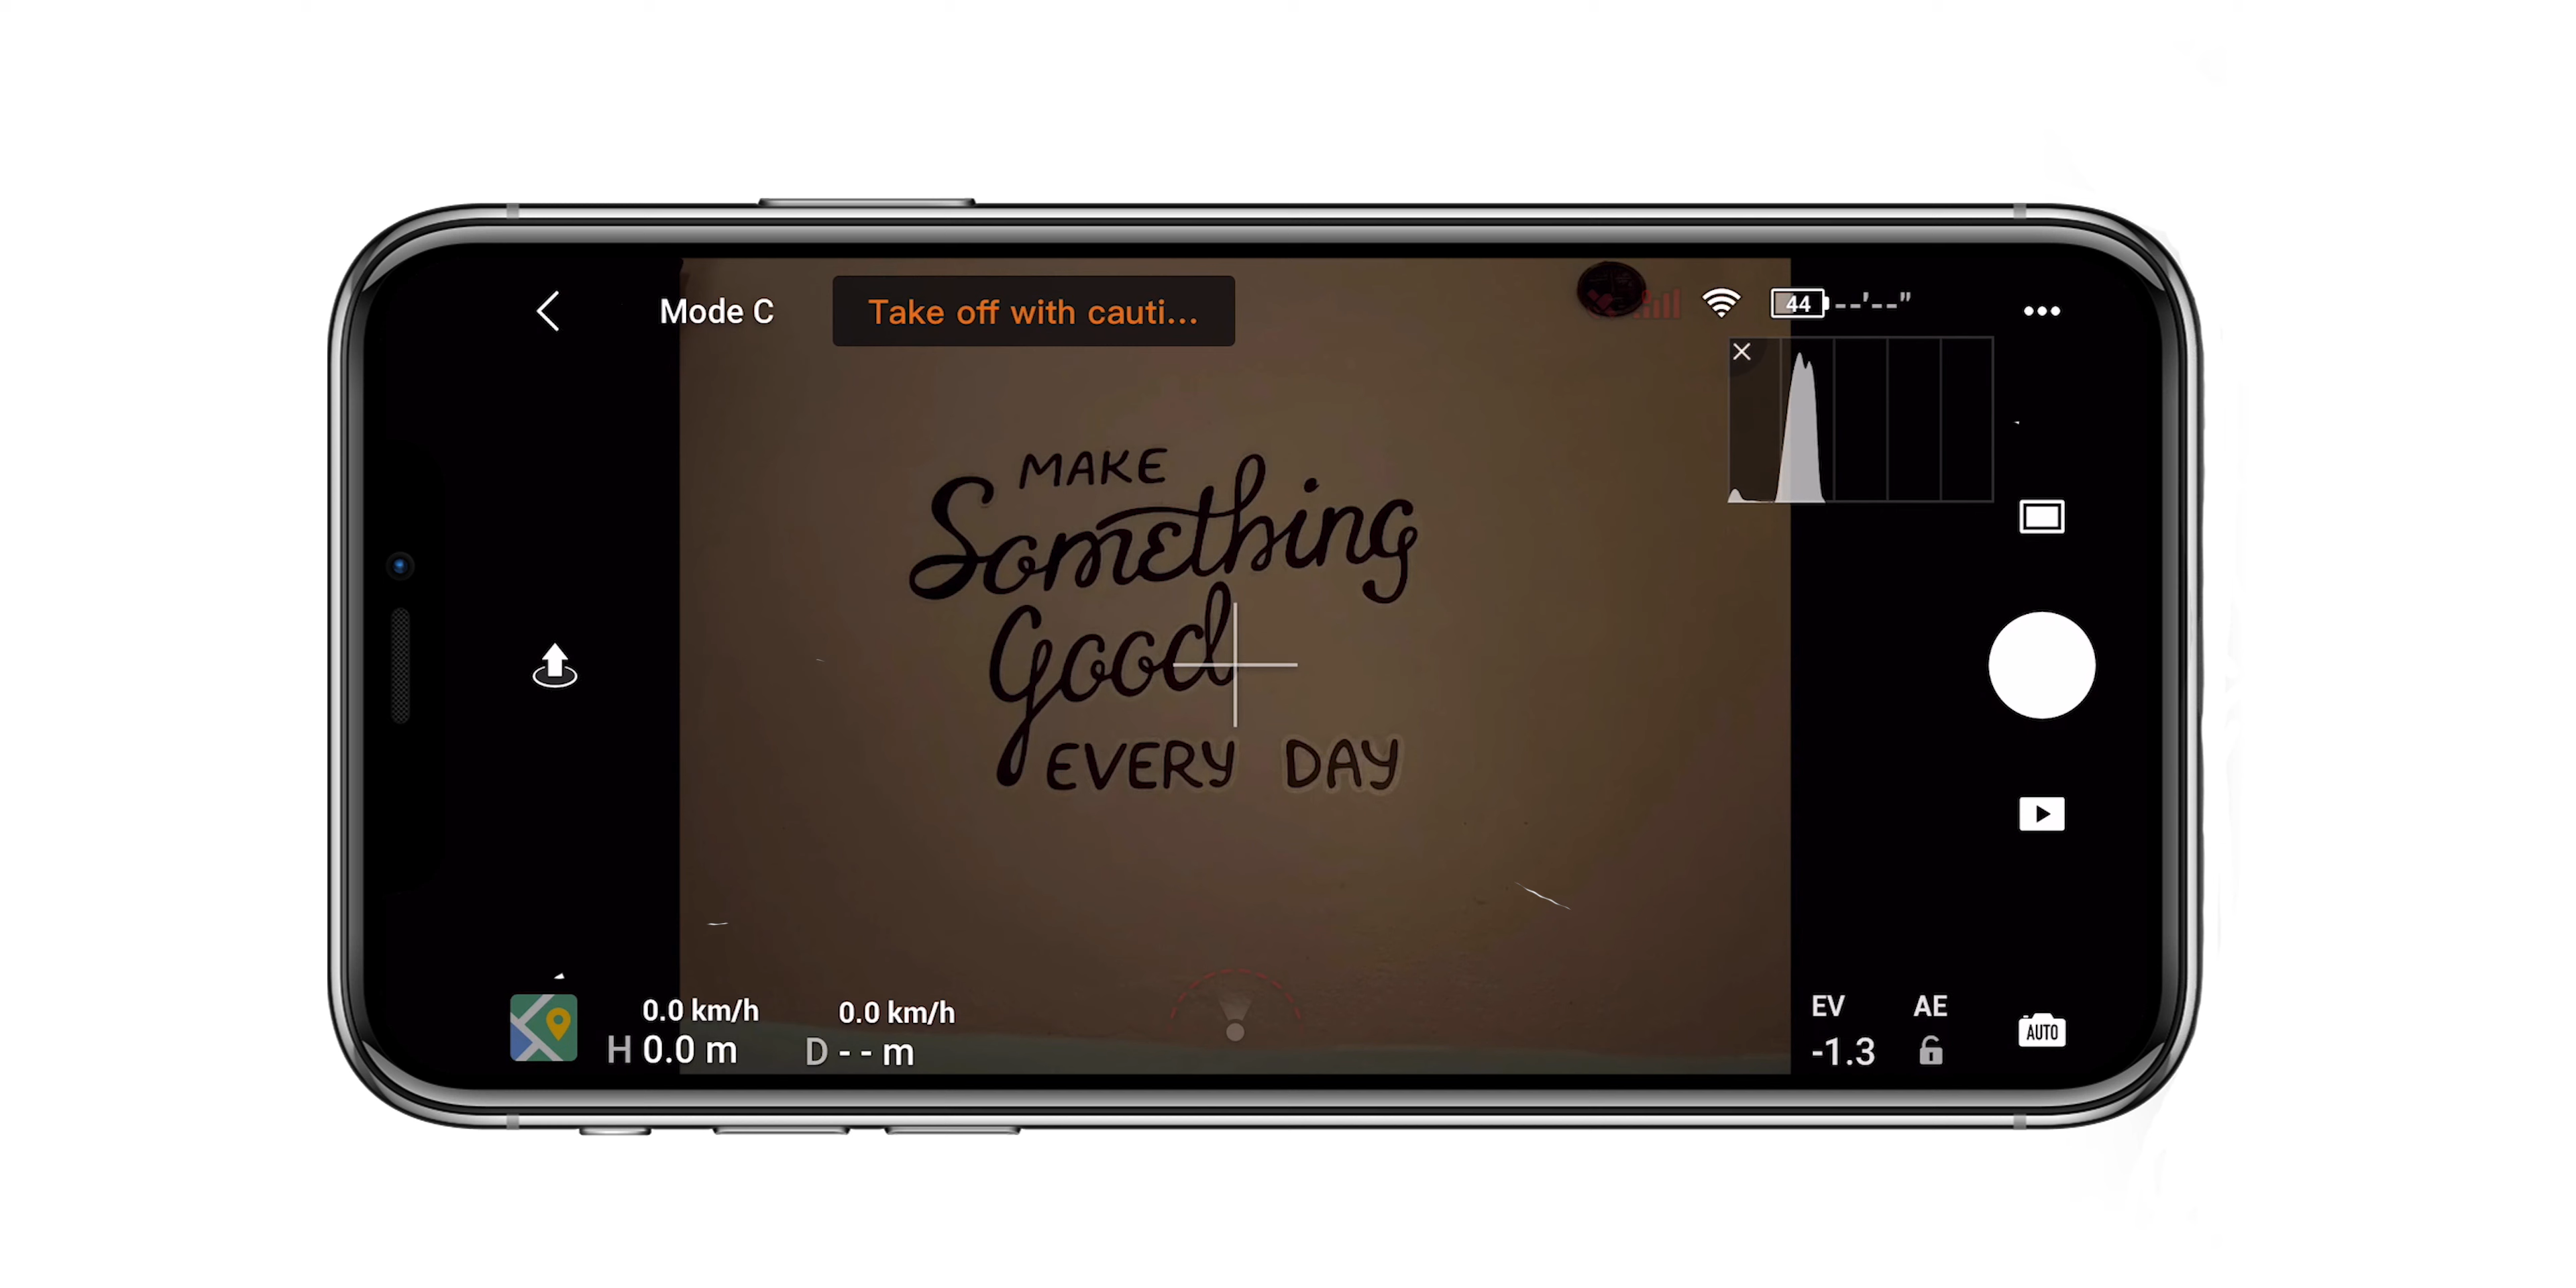 Mode C
Take off with cauti...
44 --'--"
MAKE
Something
Good
EVERY DAY
0.0 km/h
0.0 km/h
H 0.0 m
D - - m
EV
AE
-1.3
AUTO